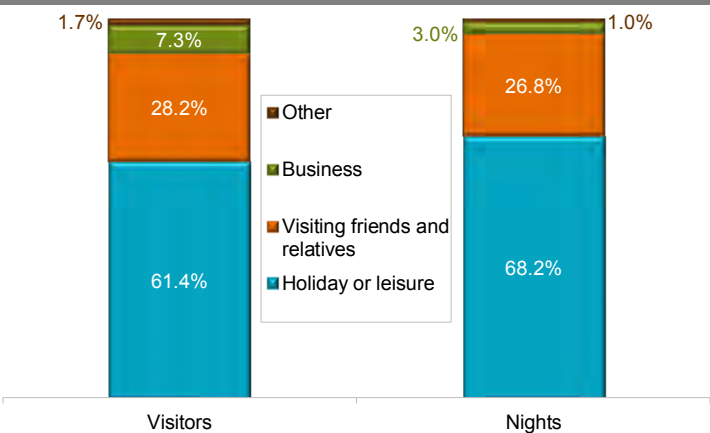 1.7%
7.3%
28.2%
61.4%
Other
Business
Visiting friends and
relatives
Holiday or leisure
3.0%
1.0%
26.8%
68.2%
Visitors
Nights